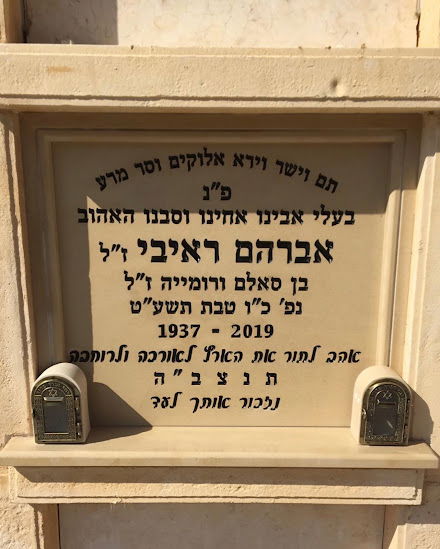 תם וישר וירא אלוקים וסר מרע
פ"נ
בעלי אבינו אחינו וסבנו האהוב
אברהם ראיבי ז"ל
בן סאלם ורומייה ז"ל
נפ' כ"ו טבת תשע"ט
1937 - 2019
אהב לתור את הארץ לאורכה ולרוחבה
תנצב"ה
נזכור אותך לעד